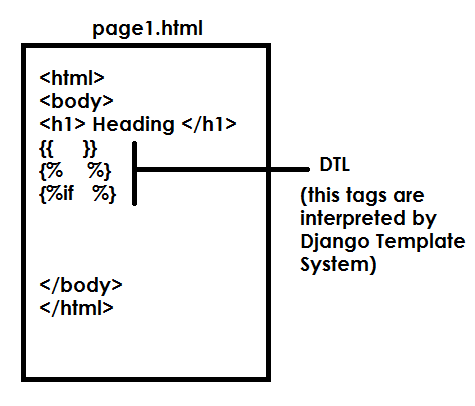 page1.html
<html>
<body>
<h1> Heading </h1>
{{ }}
{% %}
{%if %}
DTL
(this tags are
interpreted by
Django Template
System)
</body>
</html>